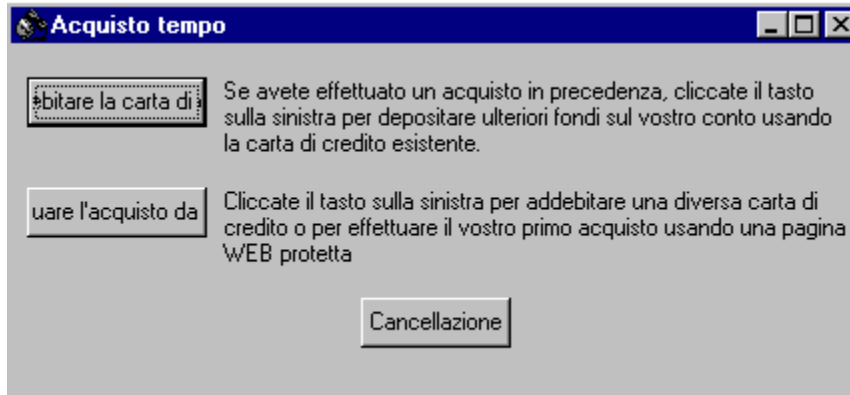 Acquisto tempo
bitare la carta di
Se avete effettuato un acquisto in precedenza, cliccate il tasto
sulla sinistra per depositare ulteriori fondi sul vostro conto usando
la carta di credito esistente.
uare l'acquisto da
Cliccate il tasto sulla sinistra per addebitare una diversa carta di
credito o per effettuare il vostro primo acquisto usando una pagina
WEB protetta
Cancellazione